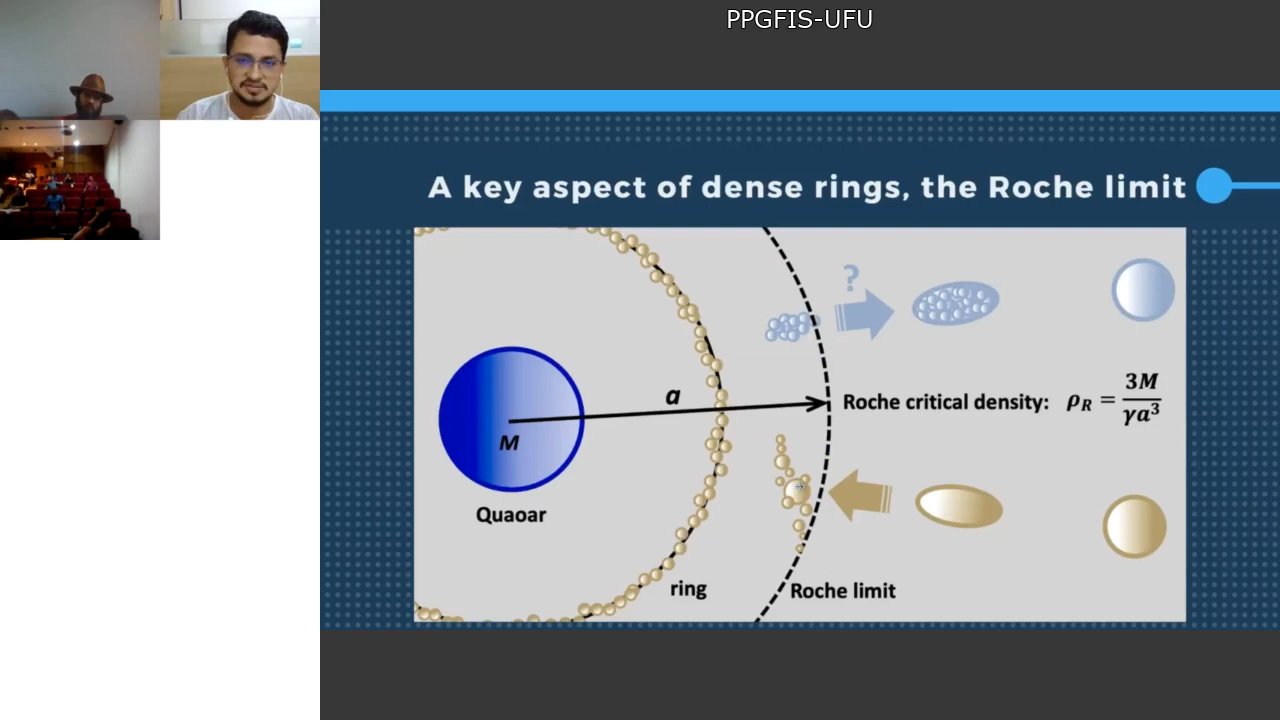 PPGFIS-UFU
A key aspect of dense rings, the Roche limit
?
a
Roche critical density: ρ_R = 3M / γa³
M
Quaoar
ring
Roche limit